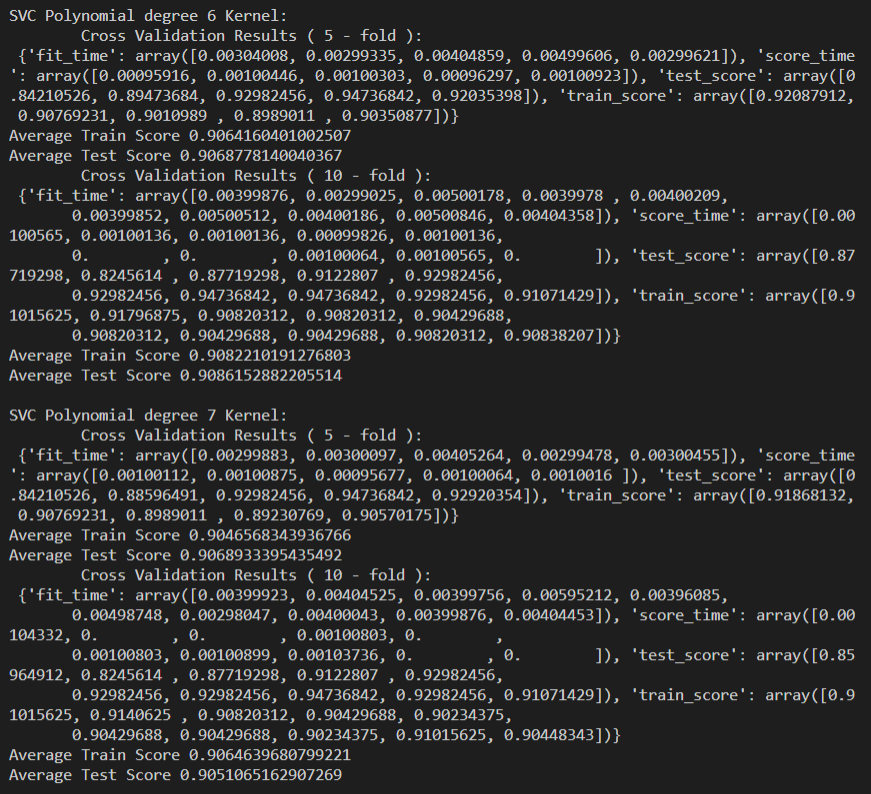 SVC Polynomial degree 6 Kernel:
        Cross Validation Results ( 5 - fold ):
 {'fit_time': array([0.00304008, 0.00299335, 0.00404859, 0.00499606, 0.00299621]), 'score_time
': array([0.00095916, 0.00100446, 0.00100303, 0.00096297, 0.00100923]), 'test_score': array([0
.84210526, 0.89473684, 0.92982456, 0.94736842, 0.92035398]), 'train_score': array([0.92087912,
 0.90769231, 0.9010989 , 0.8989011 , 0.90350877])}
Average Train Score 0.9064160401002507
Average Test Score 0.9068778140040367
        Cross Validation Results ( 10 - fold ):
 {'fit_time': array([0.00399876, 0.00299025, 0.00500178, 0.0039978 , 0.00400209,
       0.00399852, 0.00500512, 0.00400186, 0.00500846, 0.00404358]), 'score_time': array([0.00
100565, 0.00100136, 0.00100136, 0.00099826, 0.00100136,
       0.        , 0.        , 0.00100064, 0.00100565, 0.        ]), 'test_score': array([0.87
719298, 0.8245614 , 0.87719298, 0.9122807 , 0.92982456,
       0.92982456, 0.94736842, 0.94736842, 0.92982456, 0.91071429]), 'train_score': array([0.9
1015625, 0.91796875, 0.90820312, 0.90820312, 0.90429688,
       0.90820312, 0.90429688, 0.90429688, 0.90820312, 0.90838207])}
Average Train Score 0.9082210191276803
Average Test Score 0.9086152882205514

SVC Polynomial degree 7 Kernel:
        Cross Validation Results ( 5 - fold ):
 {'fit_time': array([0.00299883, 0.00300097, 0.00405264, 0.00299478, 0.00300455]), 'score_time
': array([0.00100112, 0.00100875, 0.00095677, 0.00100064, 0.0010016 ]), 'test_score': array([0
.84210526, 0.88596491, 0.92982456, 0.94736842, 0.92920354]), 'train_score': array([0.91868132,
 0.90769231, 0.8989011 , 0.89230769, 0.90570175])}
Average Train Score 0.9046568343936766
Average Test Score 0.9068933395435492
        Cross Validation Results ( 10 - fold ):
 {'fit_time': array([0.00399923, 0.00404525, 0.00399756, 0.00595212, 0.00396085,
       0.00498748, 0.00298047, 0.00400043, 0.00399876, 0.00404453]), 'score_time': array([0.00
104332, 0.        , 0.        , 0.00100803, 0.        ,
       0.00100803, 0.00100899, 0.00103736, 0.        , 0.        ]), 'test_score': array([0.85
964912, 0.8245614 , 0.87719298, 0.9122807 , 0.92982456,
       0.92982456, 0.92982456, 0.94736842, 0.92982456, 0.91071429]), 'train_score': array([0.9
1015625, 0.9140625 , 0.90820312, 0.90429688, 0.90234375,
       0.90429688, 0.90429688, 0.90234375, 0.91015625, 0.90448343])}
Average Train Score 0.9064639680799221
Average Test Score 0.9051065162907269